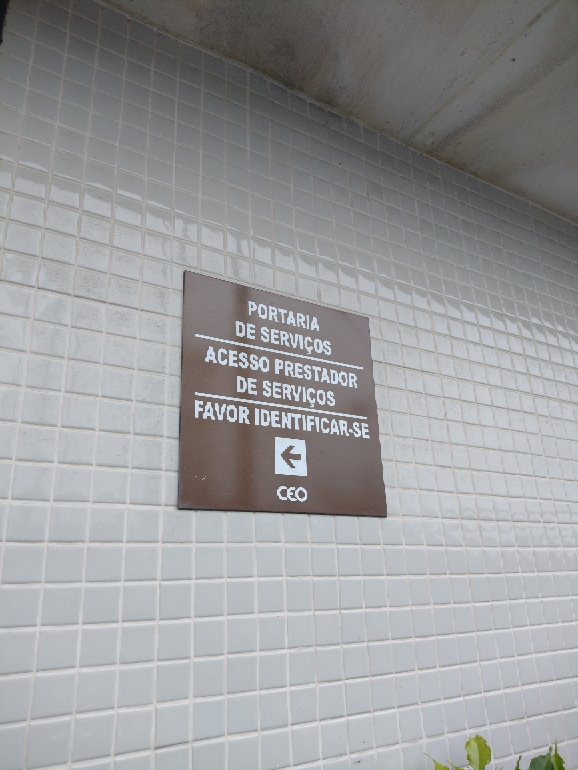 PORTARIA
DE SERVIÇOS
ACESSO PRESTADOR
DE SERVIÇOS
FAVOR IDENTIFICAR-SE
CEO